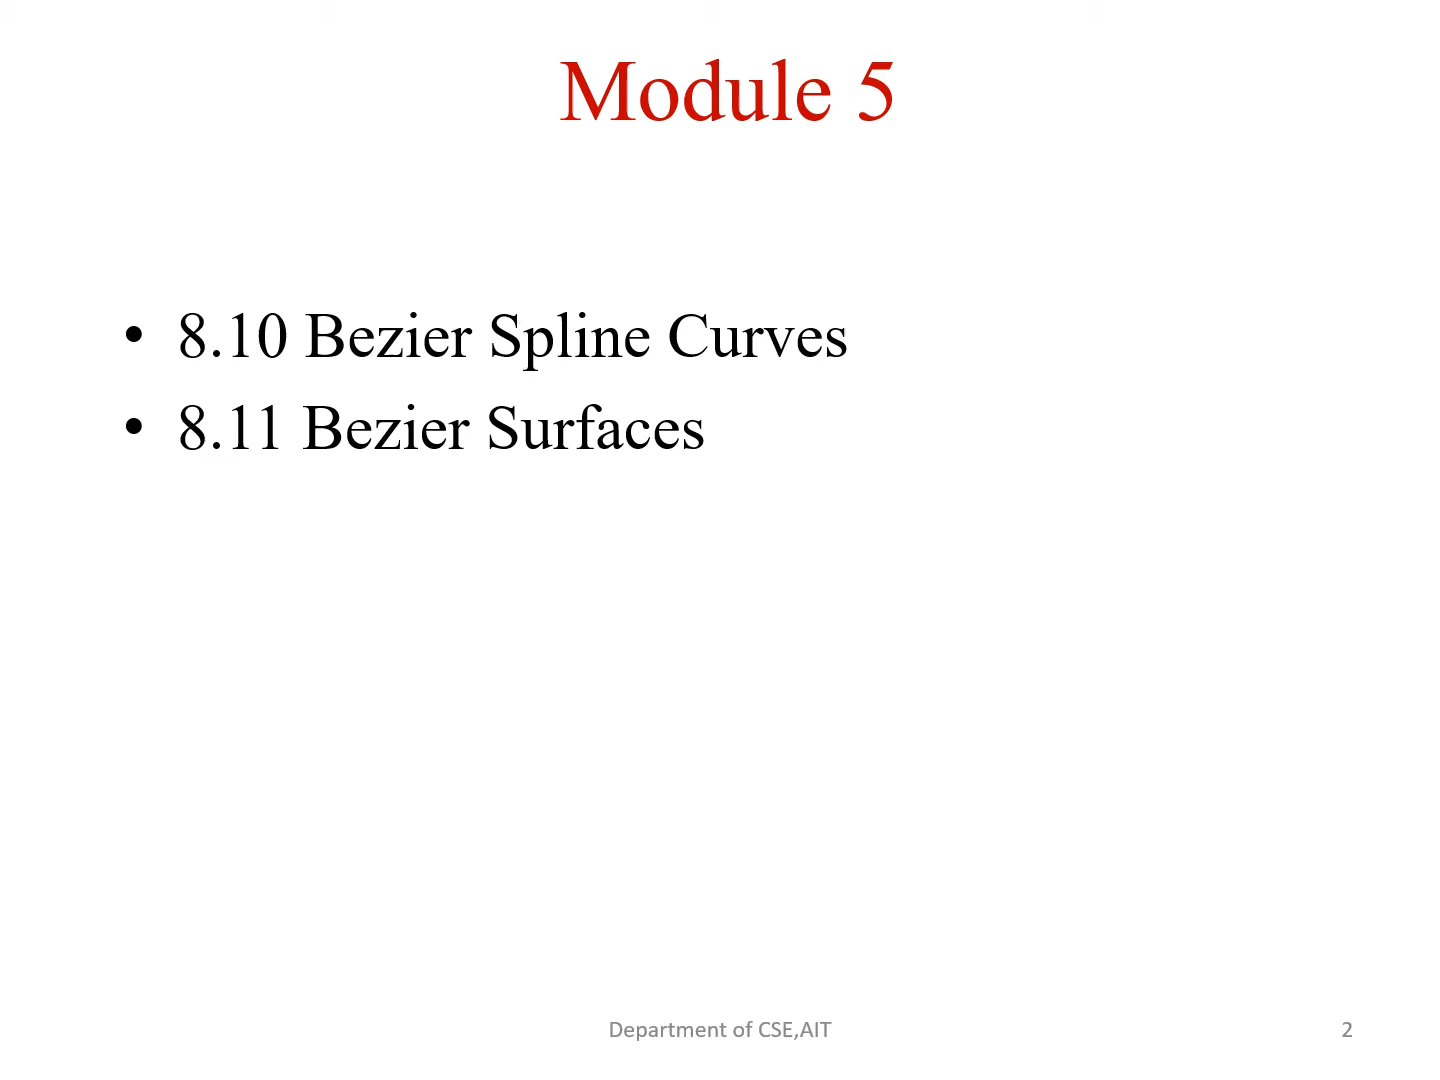 Module 5
• 8.10 Bezier Spline Curves
• 8.11 Bezier Surfaces
Department of CSE,AIT
2